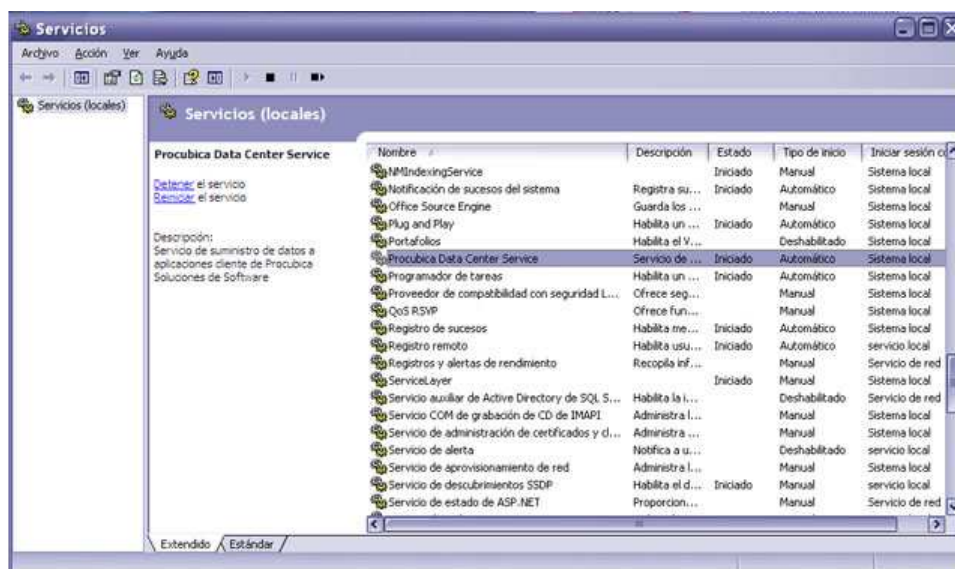 Servicios
Archivo Acción Ver Ayuda
Servicios (locales)
Servicios (locales)
Procubica Data Center Service
Detener el servicio
Reiniciar el servicio
Descripción:
Servicio de suministro de datos a
aplicaciones cliente de Procubica
Soluciones de Software
Nombre Descripción Estado Tipo de inicio Iniciar sesión c
NMIndexingService Iniciado Manual Sistema local
Notificación de sucesos del sistema Registra su... Iniciado Automático Sistema local
Office Source Engine Guarda los ... Manual Sistema local
Plug and Play Habilita un ... Iniciado Automático Sistema local
Portafolios Habilita el V... Deshabilitado Sistema local
Procubica Data Center Service Servicio de ... Iniciado Automático Sistema local
Programador de tareas Habilita un ... Iniciado Automático Sistema local
Proveedor de compatibilidad con seguridad L... Ofrece seg... Manual Sistema local
QoS RSVP Ofrece fun... Manual Sistema local
Registro de sucesos Habilita me... Iniciado Automático Sistema local
Registro remoto Habilita usu... Iniciado Automático servicio local
Registros y alertas de rendimiento Recopila inf... Manual Servicio de red
ServiceLayer Iniciado Manual Sistema local
Servicio auxiliar de Active Directory de SQL S... Habilita la i... Deshabilitado Servicio de red
Servicio COM de grabación de CD de IMAPI Administra l... Manual Sistema local
Servicio de administración de certificados y cl... Administra ... Manual Sistema local
Servicio de alerta Notifica a u... Deshabilitado servicio local
Servicio de aprovisionamiento de red Administra l... Manual Sistema local
Servicio de descubrimientos SSDP Habilita el d... Iniciado Manual servicio local
Servicio de estado de ASP.NET Proporcion... Manual Servicio de red
Extendido Estándar